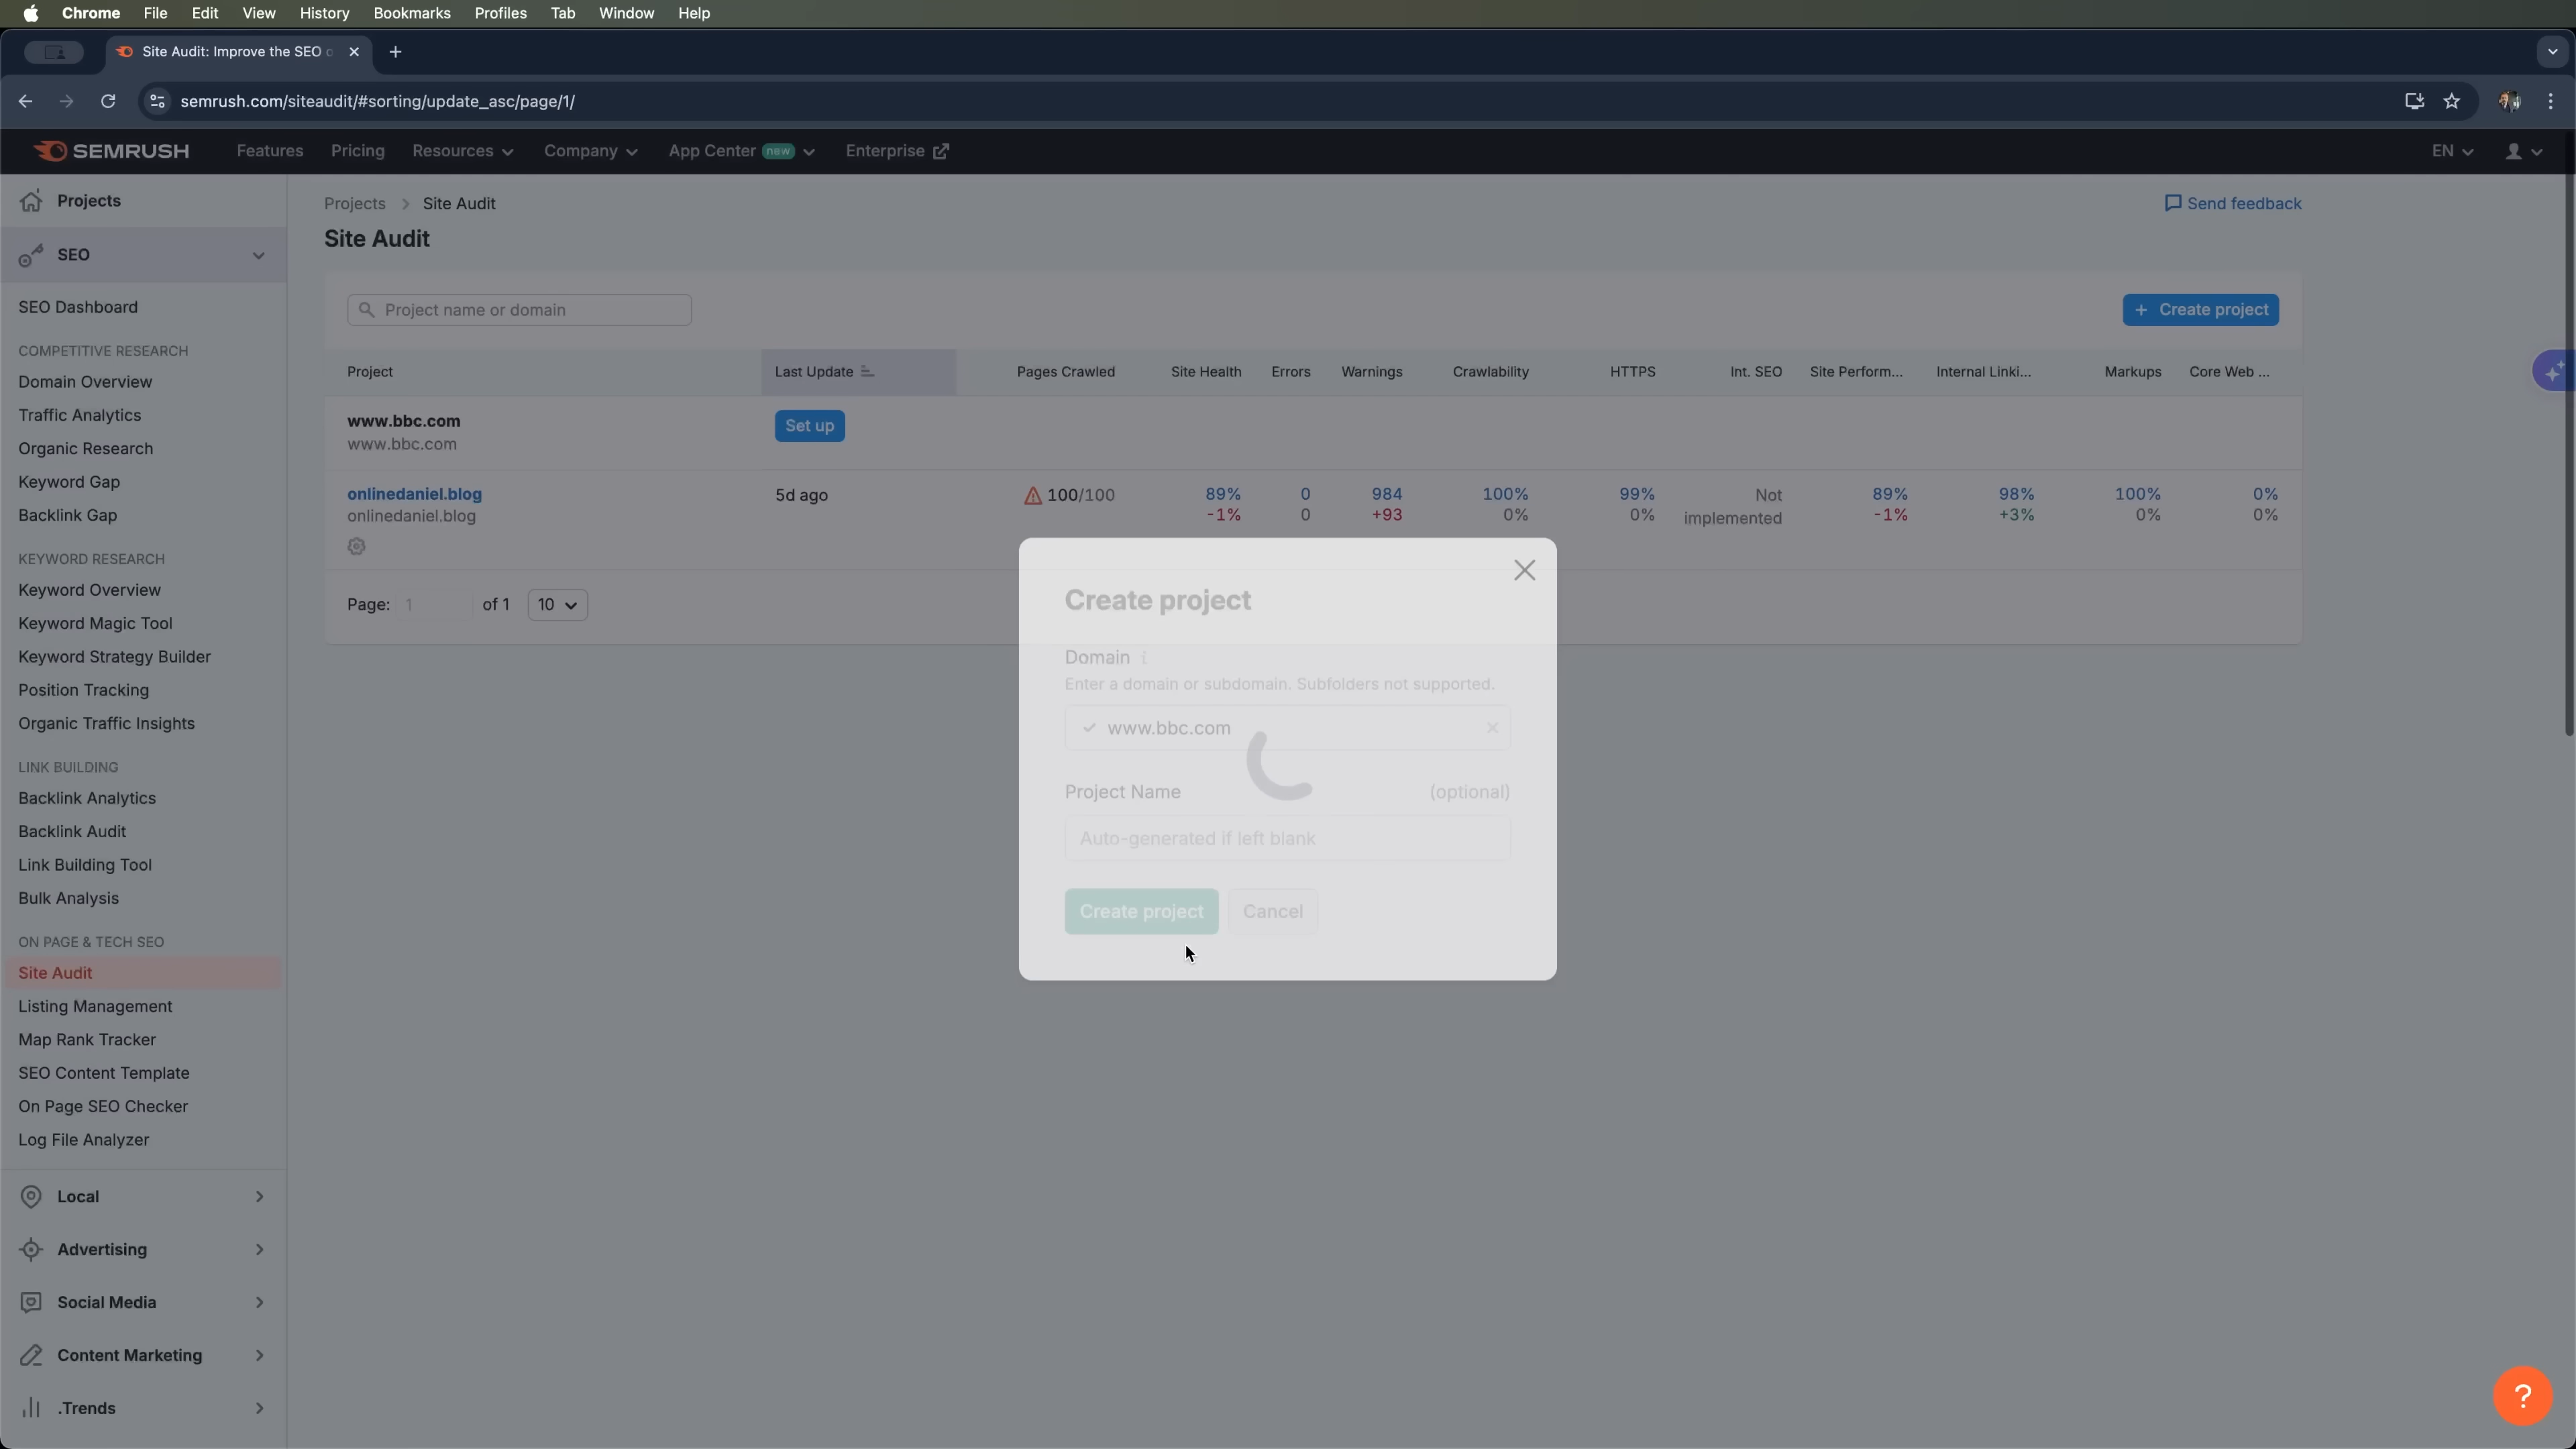 Chrome File Edit View History Bookmarks Profiles Tab Window Help
Site Audit: Improve the SEO
semrush.com/siteaudit/#sorting/update_asc/page/1/
SEMRUSH Features Pricing Resources Company App Center new Enterprise EN
Projects
SEO
SEO Dashboard
COMPETITIVE RESEARCH
Domain Overview
Traffic Analytics
Organic Research
Keyword Gap
Backlink Gap
KEYWORD RESEARCH
Keyword Overview
Keyword Magic Tool
Keyword Strategy Builder
Position Tracking
Organic Traffic Insights
LINK BUILDING
Backlink Analytics
Backlink Audit
Link Building Tool
Bulk Analysis
ON PAGE & TECH SEO
Site Audit
Listing Management
Map Rank Tracker
SEO Content Template
On Page SEO Checker
Log File Analyzer
Local
Advertising
Social Media
Content Marketing
.Trends
Projects > Site Audit
Send feedback
Site Audit
Project name or domain
+ Create project
Project Last Update Pages Crawled Site Health Errors Warnings Crawlability HTTPS Int. SEO Site Perform... Internal Linki... Markups Core Web ...
www.bbc.com
www.bbc.com
Set up
onlinedaniel.blog 5d ago 100/100 89% 0 984 100% 99% Not 89% 98% 100% 0%
onlinedaniel.blog -1% 0 +93 0% 0% implemented -1% +3% 0% 0%
Page: 1 of 1 10
Create project
Domain i
Enter a domain or subdomain. Subfolders not supported.
www.bbc.com
Project Name (optional)
Auto-generated if left blank
Create project Cancel
?